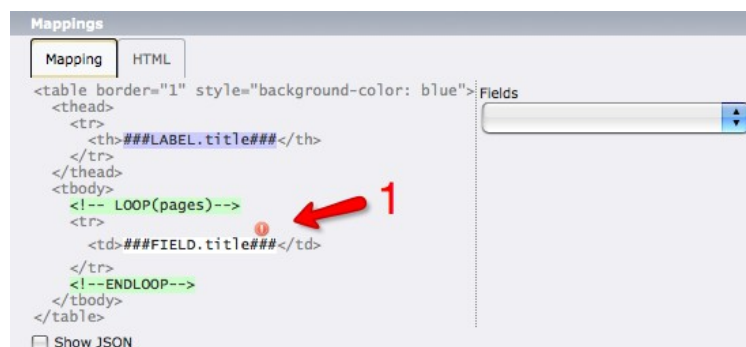 Mappings
Mapping HTML
<table border="1" style="background-color: blue"> Fields
<thead>
<tr>
<th>###LABEL.title###</th>
</tr>
</thead>
<tbody>
<!-- LOOP(pages)-->
1
<tr>
<td>###FIELD.title###</td>
</tr>
<!--ENDLOOP-->
</tbody>
</table>
Show JSON